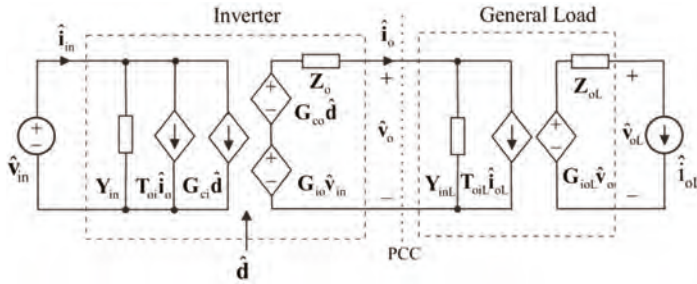 Inverter
General Load
î_in
î_o
Z_o
Z_oL
G_co d̂
v̂_in
v̂_o
v̂_oL
î_oL
Y_in T_oi î_o G_ci d̂
G_io v̂_in
Y_inL T_oiL î_oL
G_ioL v̂_o
d̂
PCC